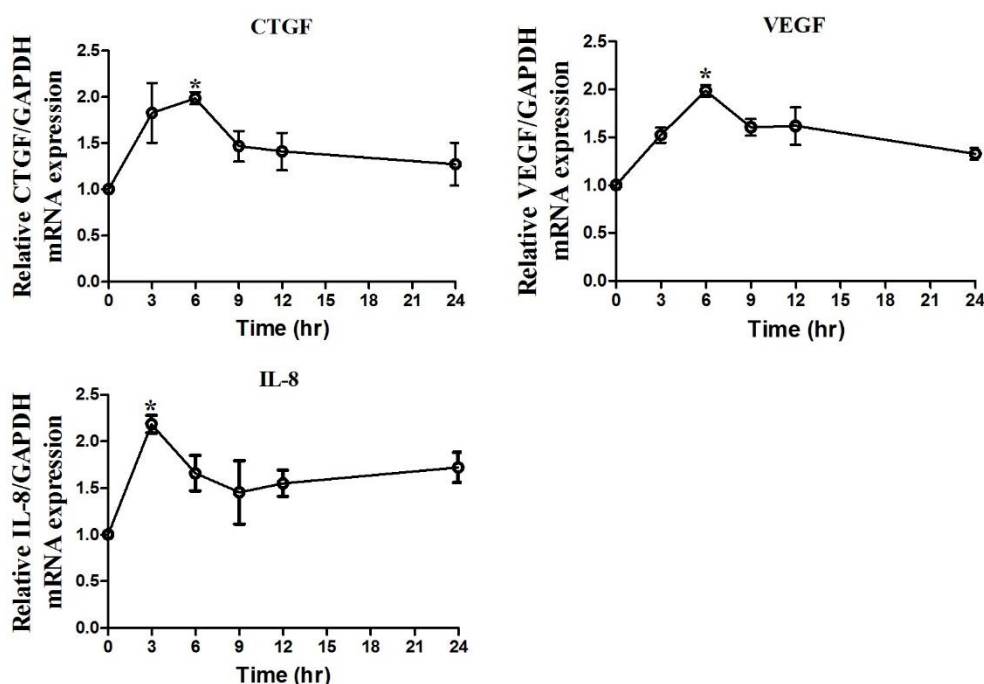 CTGF
Relative CTGF/GAPDH
mRNA expression
2.5
2.0
1.5
1.0
0.5
0.0
*
0 3 6 9 12 15 18 21 24
Time (hr)
VEGF
Relative VEGF/GAPDH
mRNA expression
2.5
2.0
1.5
1.0
0.5
0.0
*
0 3 6 9 12 15 18 21 24
Time (hr)
IL-8
Relative IL-8/GAPDH
mRNA expression
2.5
2.0
1.5
1.0
0.5
0.0
*
0 3 6 9 12 15 18 21 24
Time (hr)